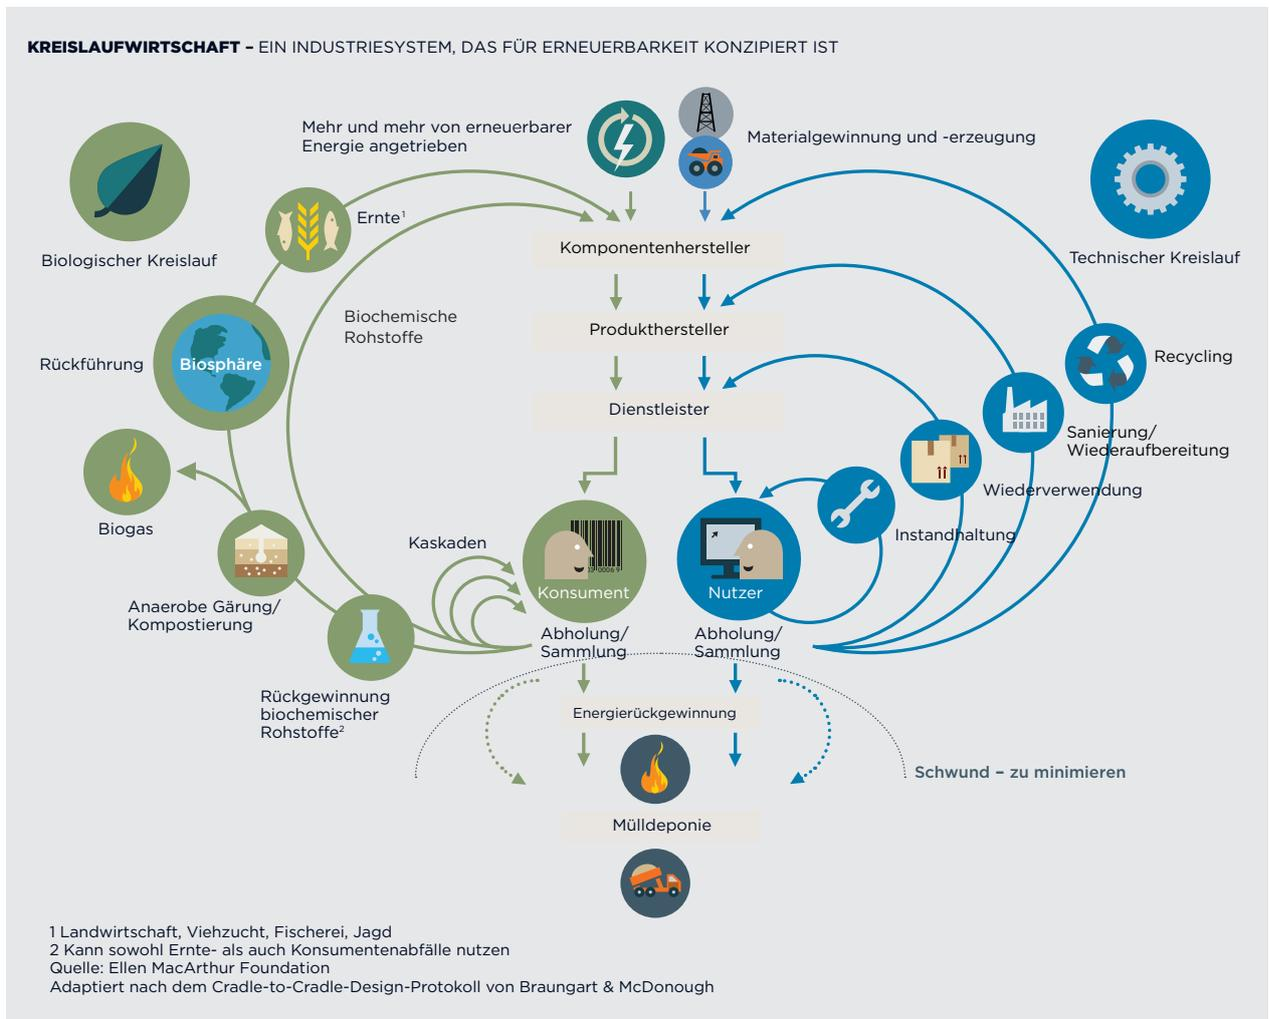 KREISLAUFWIRTSCHAFT – EIN INDUSTRIESYSTEM, DAS FÜR ERNEUERBARKEIT KONZIPIERT IST
Mehr und mehr von erneuerbarer
Energie angetrieben
Materialgewinnung und -erzeugung
Biologischer Kreislauf
Technischer Kreislauf
Ernte¹
Komponentenhersteller
Biochemische
Rohstoffe
Produkthersteller
Rückführung
Biosphäre
Recycling
Dienstleister
Sanierung/
Wiederaufbereitung
Wiederverwendung
Biogas
Instandhaltung
Kaskaden
Konsument
Nutzer
Anaerobe Gärung/
Kompostierung
Abholung/
Sammlung
Abholung/
Sammlung
Rückgewinnung
biochemischer
Rohstoffe²
Energierückgewinnung
Schwund – zu minimieren
Mülldeponie
1 Landwirtschaft, Viehzucht, Fischerei, Jagd
2 Kann sowohl Ernte- als auch Konsumentenabfälle nutzen
Quelle: Ellen MacArthur Foundation
Adaptiert nach dem Cradle-to-Cradle-Design-Protokoll von Braungart & McDonough